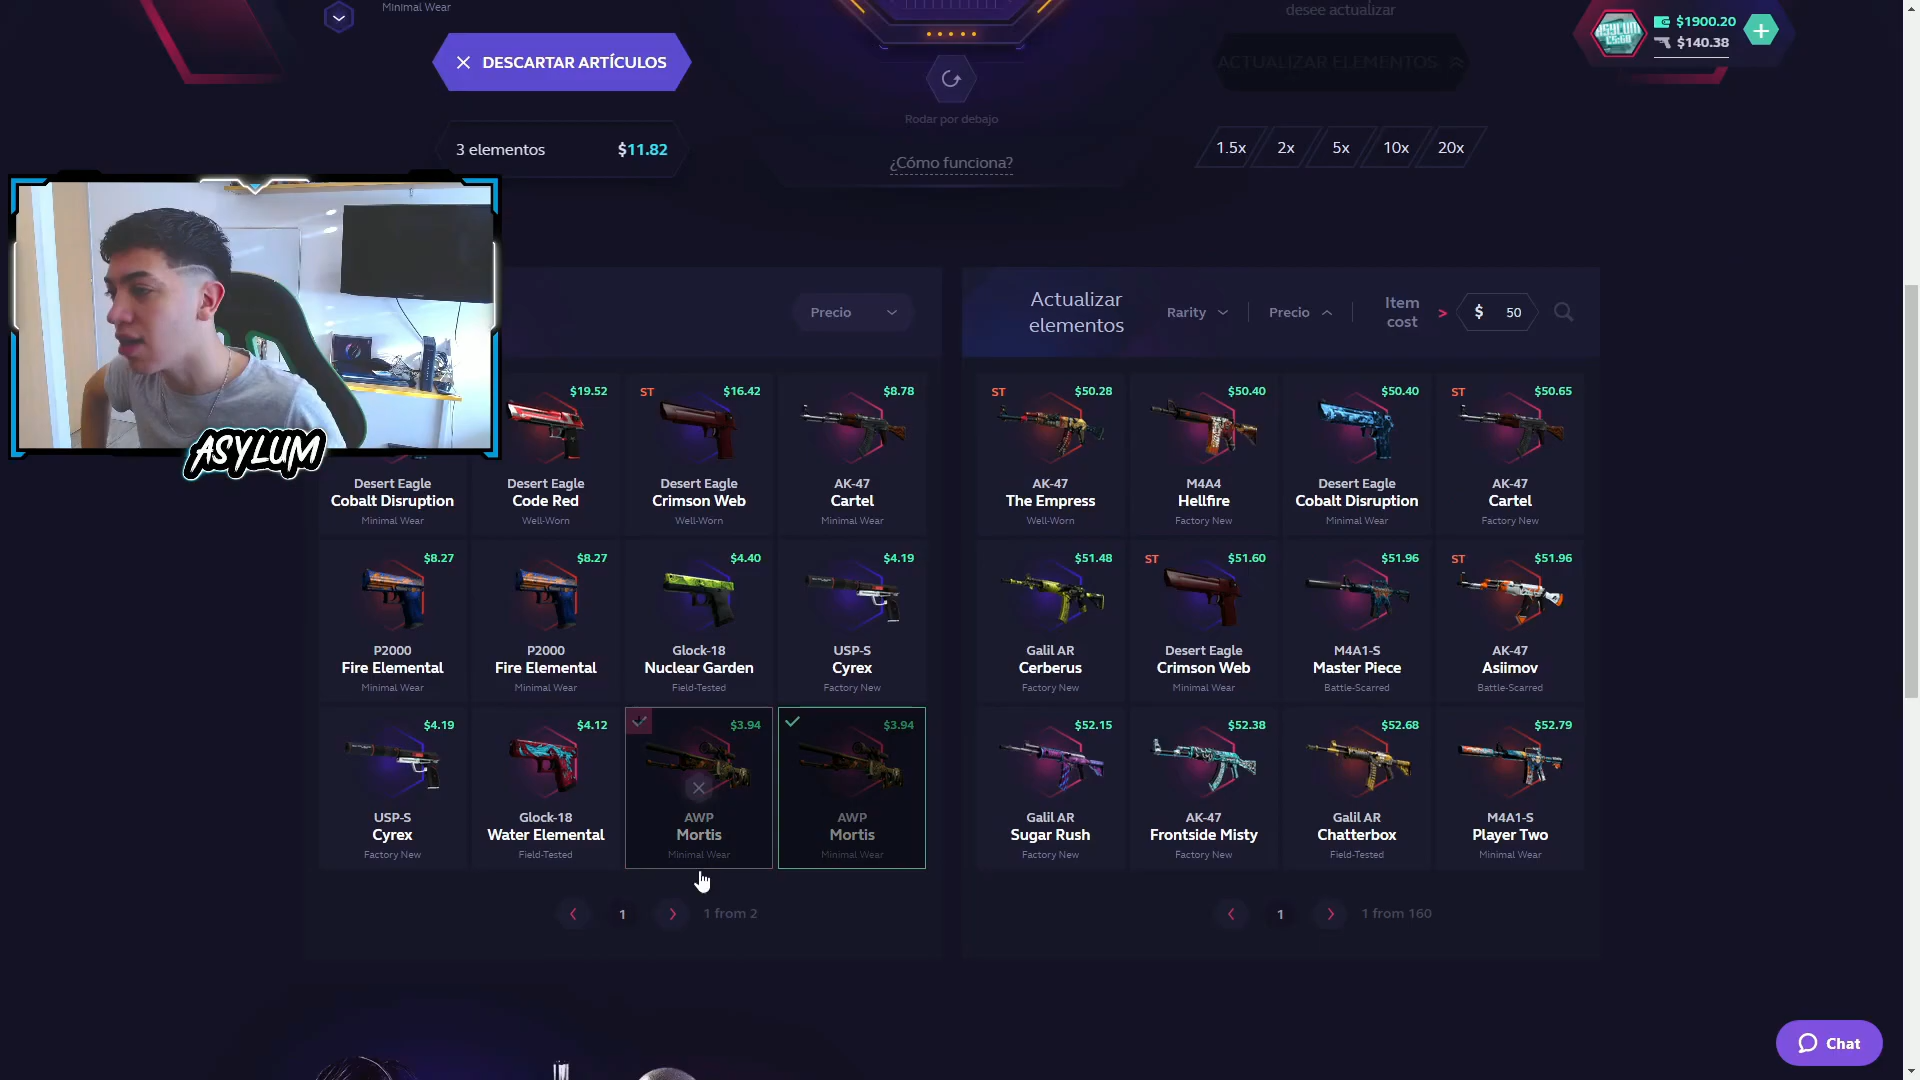 Minimal Wear
DESCARTAR ARTÍCULOS
3 elementos $11.82
Rodar por debajo
¿Cómo funciona?
desee actualizar
ACTUALIZAR ELEMENTOS
1.5x 2x 5x 10x 20x
ASYLUM
CS:GO
$1900.20
$140.38
ASYLUM
Precio
Actualizar
elementos
Rarity
Precio
Item
cost
> $ 50
$19.52
ST $16.42
$8.78
Desert Eagle
Cobalt Disruption
Minimal Wear
Desert Eagle
Code Red
Well-Worn
Desert Eagle
Crimson Web
Well-Worn
AK-47
Cartel
Minimal Wear
$8.27
P2000
Fire Elemental
Minimal Wear
$8.27
P2000
Fire Elemental
Minimal Wear
$4.40
Glock-18
Nuclear Garden
Field-Tested
$4.19
USP-S
Cyrex
Factory New
$4.19
USP-S
Cyrex
Factory New
$4.12
Glock-18
Water Elemental
Field-Tested
$3.94
AWP
Mortis
Minimal Wear
$3.94
AWP
Mortis
Minimal Wear
1
1 from 2
ST $50.28
AK-47
The Empress
Well-Worn
$50.40
M4A4
Hellfire
Factory New
$50.40
Desert Eagle
Cobalt Disruption
Minimal Wear
ST $50.65
AK-47
Cartel
Factory New
$51.48
Galil AR
Cerberus
Factory New
ST $51.60
Desert Eagle
Crimson Web
Minimal Wear
$51.96
M4A1-S
Master Piece
Battle-Scarred
ST $51.96
AK-47
Asiimov
Battle-Scarred
$52.15
Galil AR
Sugar Rush
Factory New
$52.38
AK-47
Frontside Misty
Factory New
$52.68
Galil AR
Chatterbox
Field-Tested
$52.79
M4A1-S
Player Two
Minimal Wear
1
1 from 160
Chat